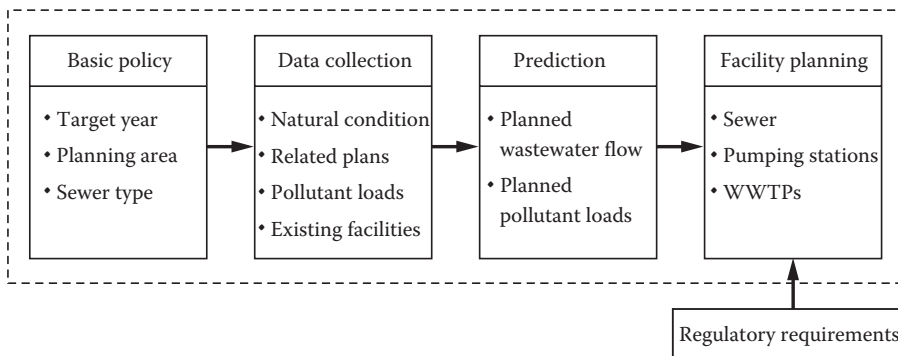 Basic policy
• Target year
• Planning area
• Sewer type
Data collection
• Natural condition
• Related plans
• Pollutant loads
• Existing facilities
Prediction
• Planned
wastewater flow
• Planned
pollutant loads
Facility planning
• Sewer
• Pumping stations
• WWTPs
Regulatory requirements